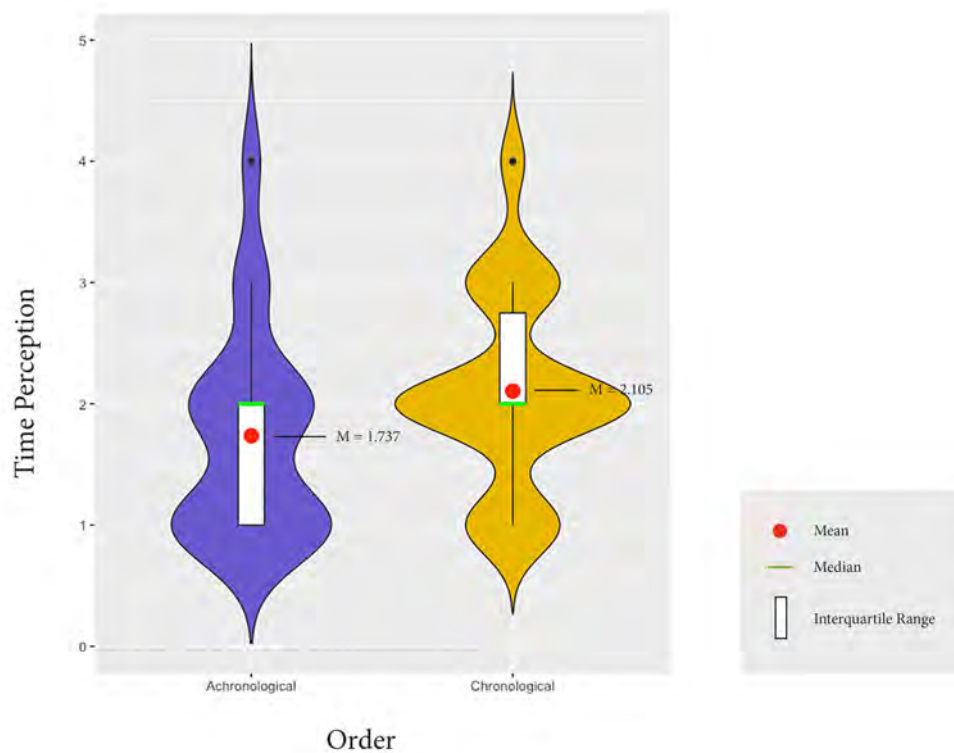 5
4
3
2
1
0
Time Perception
M = 1.737
M = 2.105
Achronological
Chronological
Order
Mean
Median
Interquartile Range